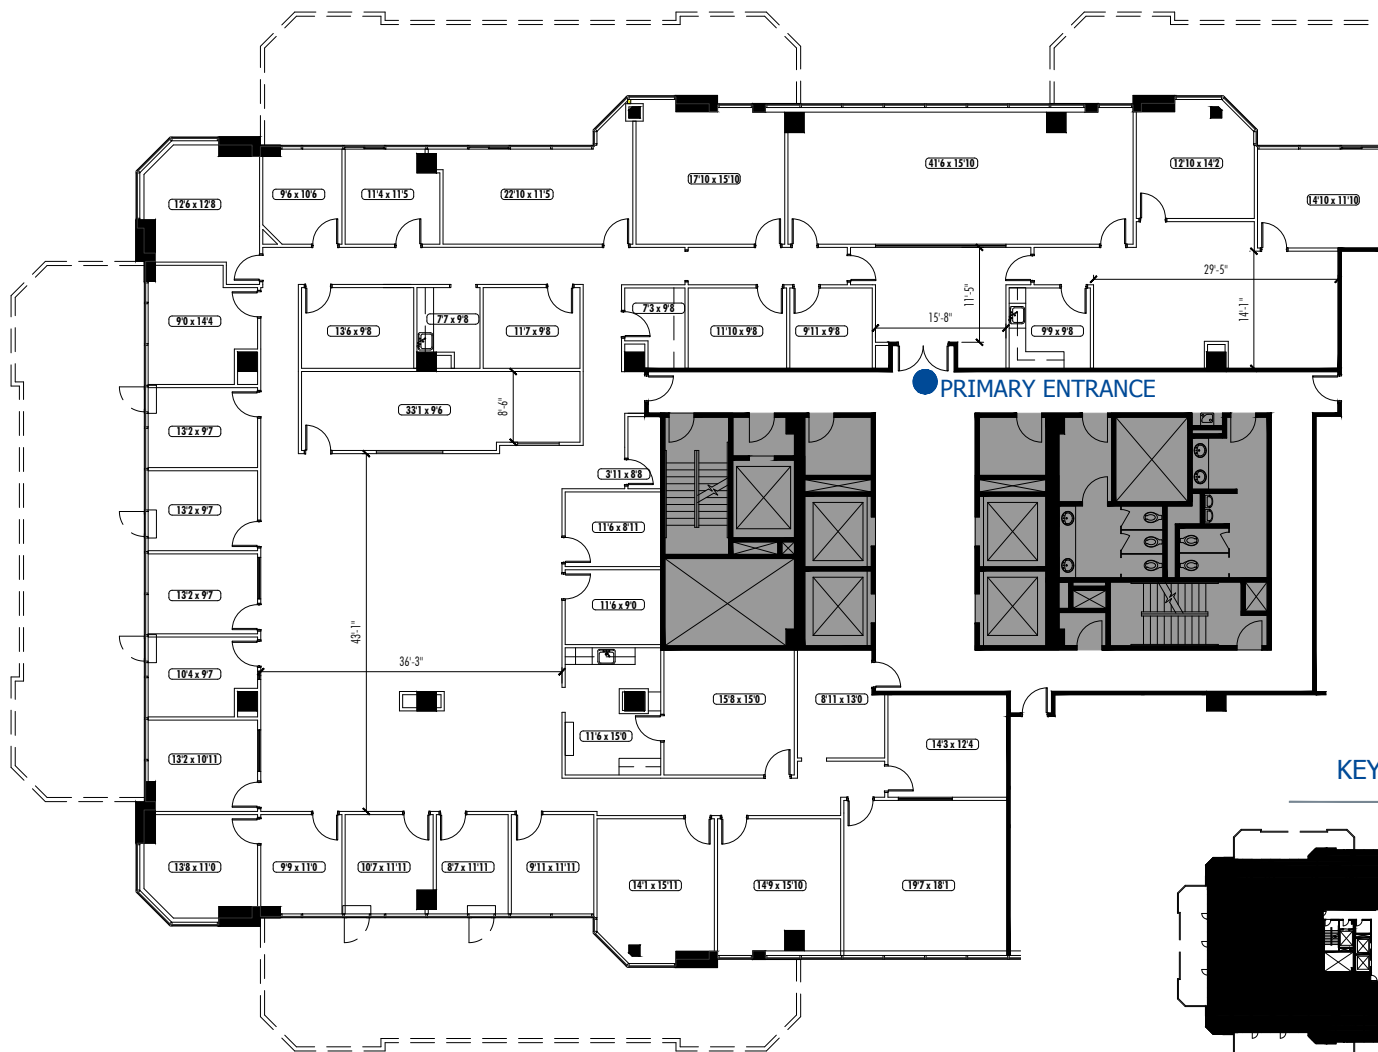 41'6 x 15'10
12'10 x 14'2
17'10 x 15'10
9'6 x 10'6
11'4 x 11'5
22'10 x 11'5
12'6 x 12'8
14'10 x 11'10
29'-5"
11'-5"
14'-1"
7'3 x 9'8
15'-8"
9'0 x 14'4
7'7 x 9'8
13'6 x 9'8
11'7 x 9'8
11'10 x 9'8
9'11 x 9'8
9'9 x 9'8
PRIMARY ENTRANCE
33'1 x 9'6
8'-6"
13'2 x 9'7
3'11 x 8'8
13'2 x 9'7
11'6 x 8'11
13'2 x 9'7
11'6 x 9'0
43'-1"
36'-3"
10'4 x 9'7
15'8 x 15'0
8'11 x 13'0
11'6 x 15'0
14'3 x 12'4
13'2 x 10'11
KEY
13'8 x 11'0
9'9 x 11'0
10'7 x 11'11
8'7 x 11'11
9'11 x 11'11
14'1 x 15'11
14'9 x 15'10
19'7 x 18'1